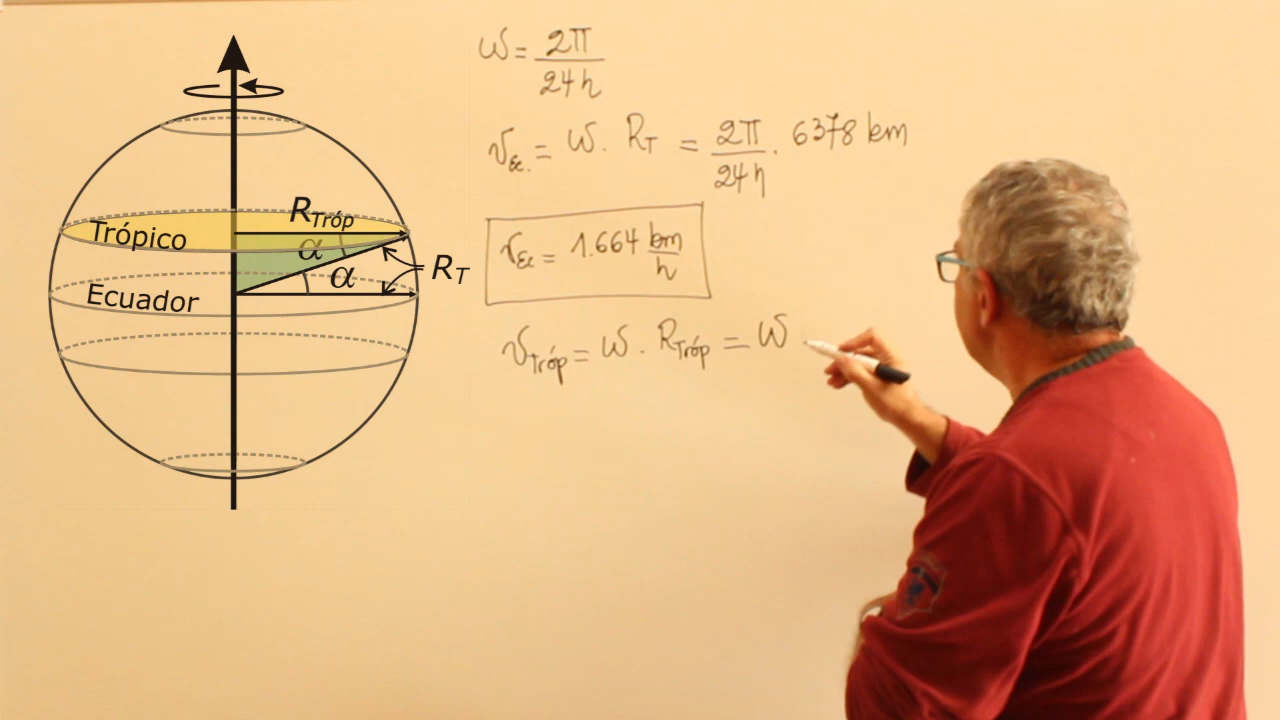 R_Tróp
Trópico
α
α
R_T
Ecuador
ω = 2π / 24 h
v_Ec. = ω · R_T = 2π / 24 h · 6378 km
v_Ec = 1.664 km / h
v_Tróp = ω · R_Tróp = ω